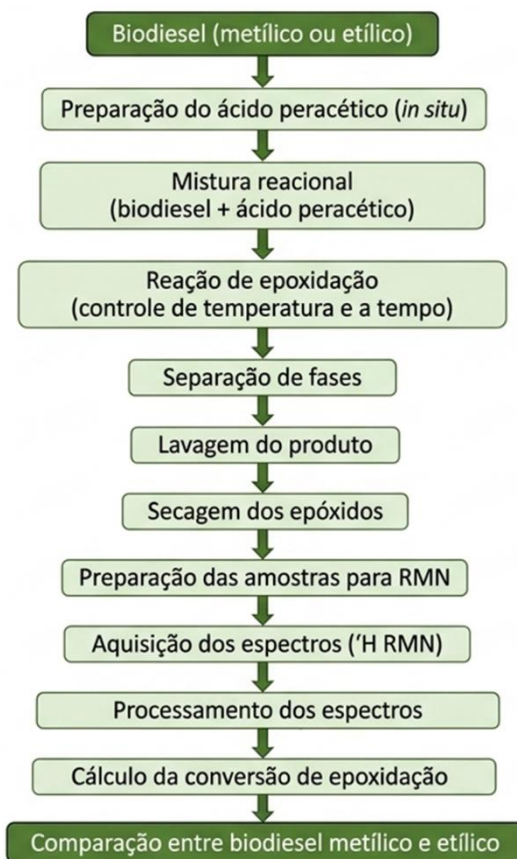 Biodiesel (metílico ou etílico)
Preparação do ácido peracético (in situ)
Mistura reacional
(biodiesel + ácido peracético)
Reação de epoxidação
(controle de temperatura e a tempo)
Separação de fases
Lavagem do produto
Secagem dos epóxidos
Preparação das amostras para RMN
Aquisição dos espectros ('H RMN)
Processamento dos espectros
Cálculo da conversão de epoxidação
Comparação entre biodiesel metílico e etílico